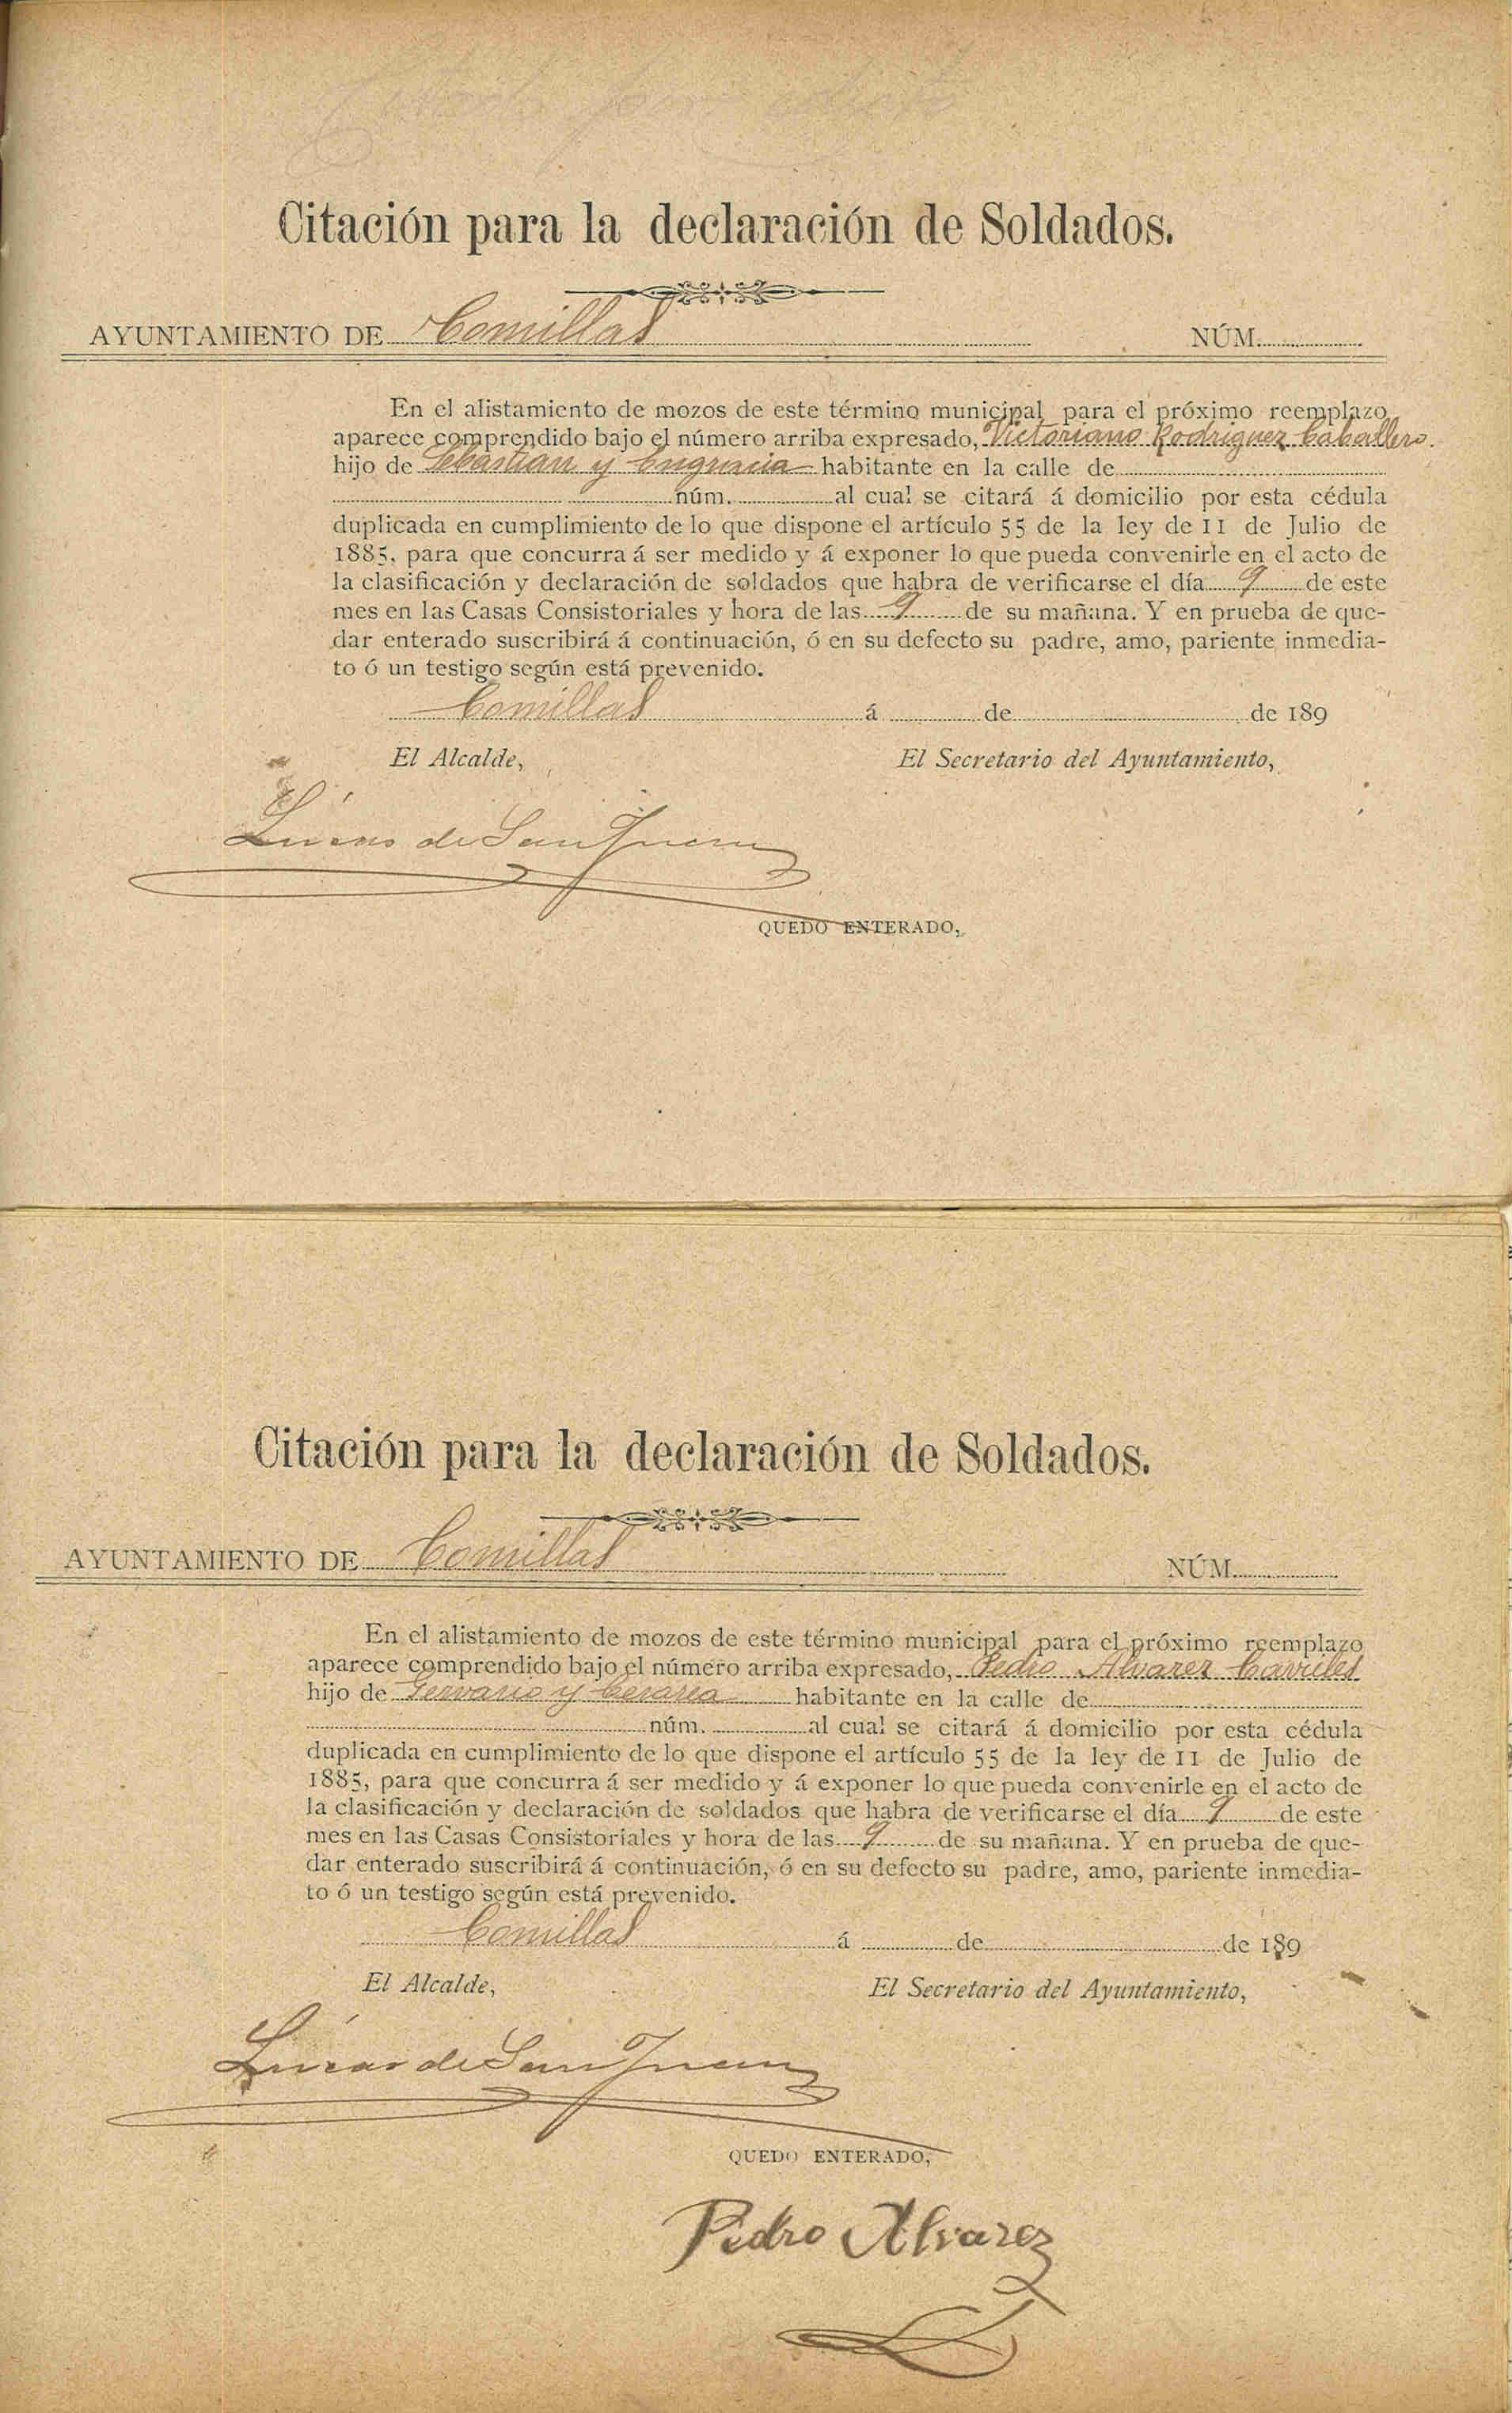 Citación para la declaración de Soldados.
AYUNTAMIENTO DE Comillas NÚM.
En el alistamiento de mozos de este término municipal para el próximo reemplazo
aparece comprendido bajo el número arriba expresado, Victoriano Rodriguez Caballero
hijo de Sebastian y Engracia habitante en la calle de
núm. al cual se citará á domicilio por esta cédula
duplicada en cumplimiento de lo que dispone el artículo 55 de la ley de 11 de Julio de
1885, para que concurra á ser medido y á exponer lo que pueda convenirle en el acto de
la clasificación y declaración de soldados que habra de verificarse el día 9 de este
mes en las Casas Consistoriales y hora de las 9 de su mañana. Y en prueba de que-
dar enterado suscribirá á continuación, ó en su defecto su padre, amo, pariente inmedia-
to ó un testigo según está prevenido.
Comillas á de de 189
El Alcalde, El Secretario del Ayuntamiento,
Lúcas de San Juan
QUEDO ENTERADO,
Citación para la declaración de Soldados.
AYUNTAMIENTO DE Comillas NÚM.
En el alistamiento de mozos de este término municipal para el próximo reemplazo
aparece comprendido bajo el número arriba expresado, Pedro Alvarez Carriles
hijo de Gervasio y Cesarea habitante en la calle de
núm. al cual se citará á domicilio por esta cédula
duplicada en cumplimiento de lo que dispone el artículo 55 de la ley de 11 de Julio de
1885, para que concurra á ser medido y á exponer lo que pueda convenirle en el acto de
la clasificación y declaración de soldados que habra de verificarse el día 9 de este
mes en las Casas Consistoriales y hora de las 9 de su mañana. Y en prueba de que-
dar enterado suscribirá á continuación, ó en su defecto su padre, amo, pariente inmedia-
to ó un testigo según está prevenido.
Comillas á de de 189
El Alcalde, El Secretario del Ayuntamiento,
Lúcas de San Juan
QUEDO ENTERADO,
Pedro Alvarez